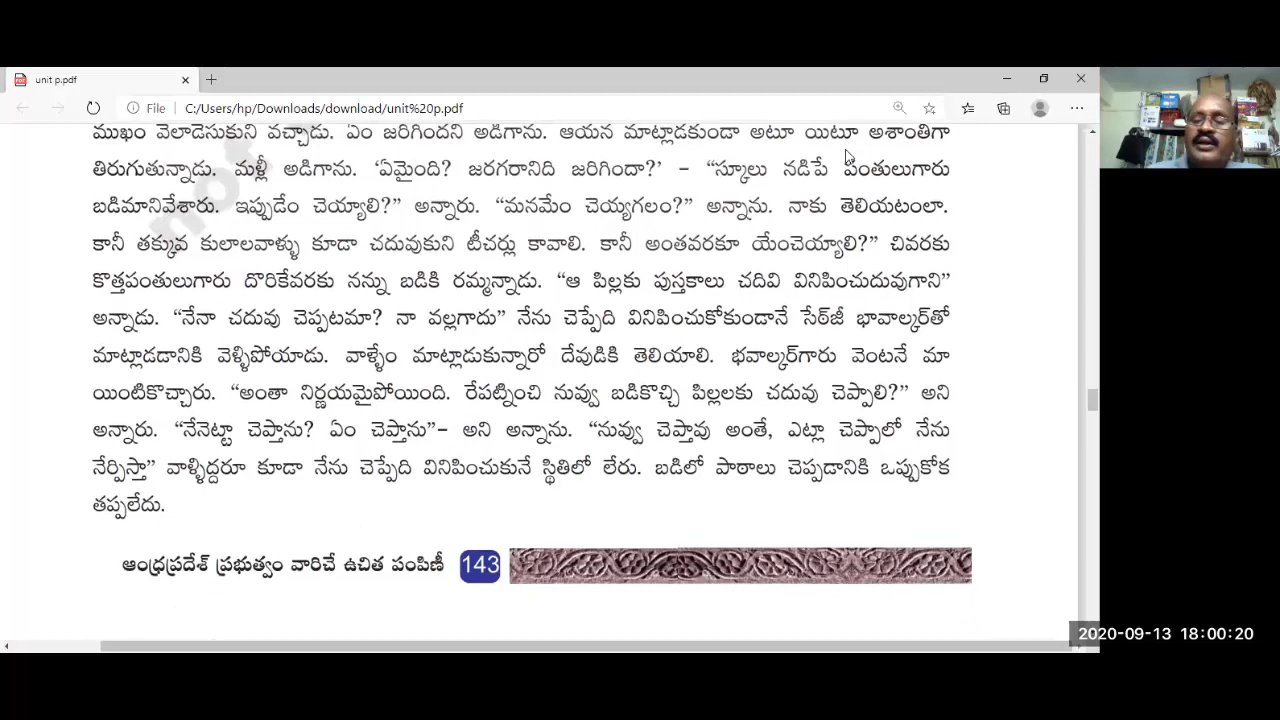 unit p.pdf
File C:/Users/hp/Downloads/download/unit%20p.pdf
ముఖం వేలాడేసుకుని వచ్చాడు. ఏం జరిగిందని అడిగాను. ఆయన మాట్లాడకుండా అటూ యిటూ అశాంతిగా
తిరుగుతున్నాడు. మళ్లీ అడిగాను. ‘ఏమైంది? జరగరానిది జరిగిందా?’ – “స్కూలు నడిపే పంతులుగారు
బడిమానివేశారు. ఇప్పుడేం చెయ్యాలి?” అన్నారు. “మనమేం చెయ్యగలం?” అన్నాను. నాకు తెలియటంలా.
కానీ తక్కువ కులాలవాళ్ళు కూడా చదువుకుని టీచర్లు కావాలి. కానీ అంతవరకూ యేంచెయ్యాలి?” చివరకు
కొత్తపంతులుగారు దొరికేవరకు నన్ను బడికి రమ్మన్నాడు. “ఆ పిల్లకు పుస్తకాలు చదివి వినిపించుదువుగాని”
అన్నాడు. “నేనా చదువు చెప్పటమా? నా వల్లగాదు” నేను చెప్పేది వినిపించుకోకుండానే సేఠ్‌జీ భావాల్కర్‌తో
మాట్లాడడానికి వెళ్ళిపోయాడు. వాళ్ళేం మాట్లాడుకున్నారో దేవుడికి తెలియాలి. భవాల్కర్‌గారు వెంటనే మా
యింటికొచ్చారు. “అంతా నిర్ణయమైపోయింది. రేపట్నించి నువ్వు బడికొచ్చి పిల్లలకు చదువు చెప్పాలి?” అని
అన్నారు. “నేనెట్టా చెప్తాను? ఏం చెప్తాను”– అని అన్నాను. “నువ్వు చెప్తావు అంతే, ఎట్లా చెప్పాలో నేను
నేర్పిస్తా” వాళ్ళిద్దరూ కూడా నేను చెప్పేది వినిపించుకునే స్థితిలో లేరు. బడిలో పాఠాలు చెప్పడానికి ఒప్పుకోక
తప్పలేదు.
ఆంధ్రప్రదేశ్ ప్రభుత్వం వారిచే ఉచిత పంపిణీ 143
2020-09-13 18:00:20